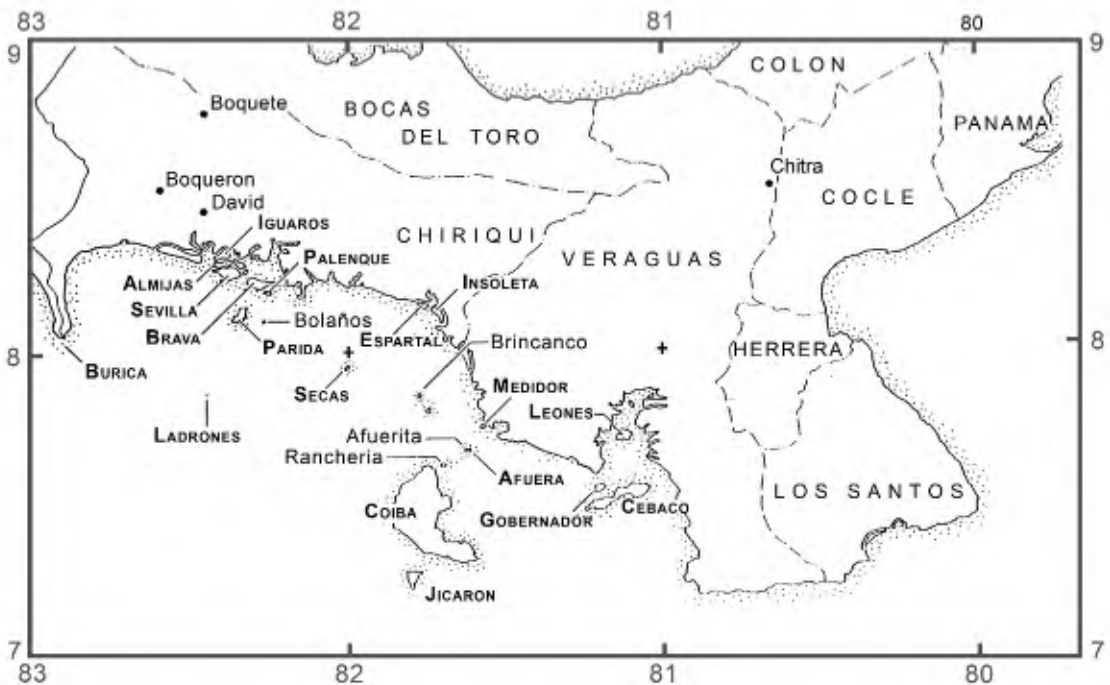 83 82 81 80
9 9
COLON
BOCAS
DEL TORO
PANAMA
Boquete
Chitra
Boqueron
David
COCLE
IGUAROS
CHIRIQUI
PALENQUE
VERAGUAS
ALMIJAS
INSOLETA
SEVILLA
Bolaños
BRAVA
PARIDA
ESPARTAL
Brincanco
8 8
HERRERA
BURICA
SECAS
MEDIDOR
LEONES
LADRONES
Afuerita
Rancheria
AFUERA
LOS SANTOS
COIBA
GOBERNADOR
CEBACO
JICARON
7 7
83 82 81 80